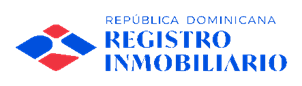 REPÚBLICA DOMINICANA
REGISTRO
INMOBILIARIO